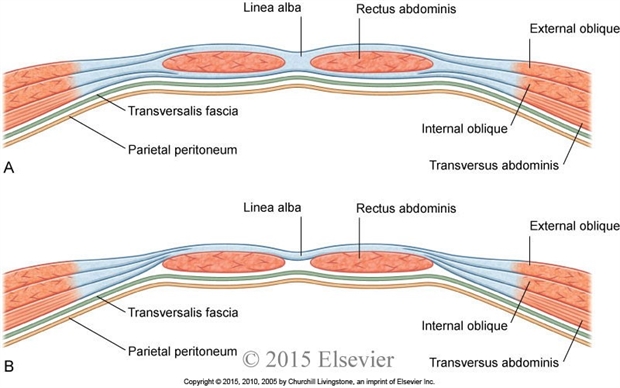 Linea alba
Rectus abdominis
External oblique
Transversalis fascia
Internal oblique
Parietal peritoneum
Transversus abdominis
A
Linea alba
Rectus abdominis
External oblique
Transversalis fascia
Internal oblique
Parietal peritoneum
© 2015 Elsevier
Transversus abdominis
B
Copyright © 2015, 2010, 2005 by Churchill Livingstone, an imprint of Elsevier Inc.